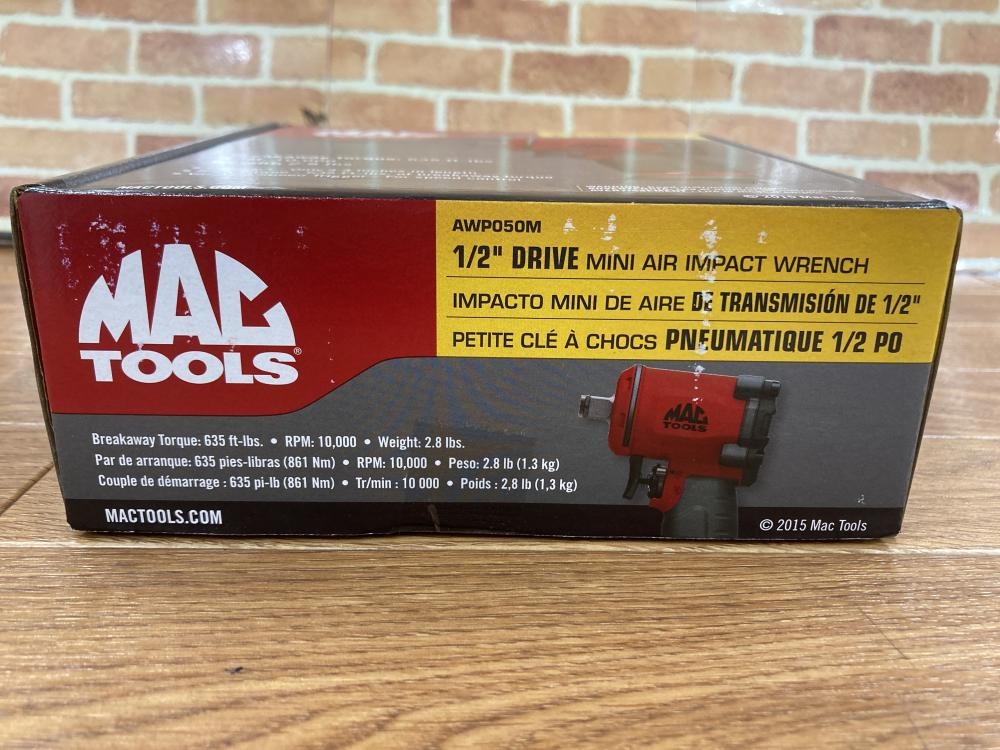 MACTOOLS.COM
MAC
TOOLS®
AWP050M
1/2" DRIVE MINI AIR IMPACT WRENCH
IMPACTO MINI DE AIRE DE TRANSMISIÓN DE 1/2"
PETITE CLÉ À CHOCS PNEUMATIQUE 1/2 PO
MAC
TOOLS
Breakaway Torque: 635 ft-lbs. • RPM: 10,000 • Weight: 2.8 lbs.
Par de arranque: 635 pies-libras (861 Nm) • RPM: 10,000 • Peso: 2.8 lb (1.3 kg)
Couple de démarrage : 635 pi-lb (861 Nm) • Tr/min : 10 000 • Poids : 2,8 lb (1,3 kg)
MACTOOLS.COM
© 2015 Mac Tools